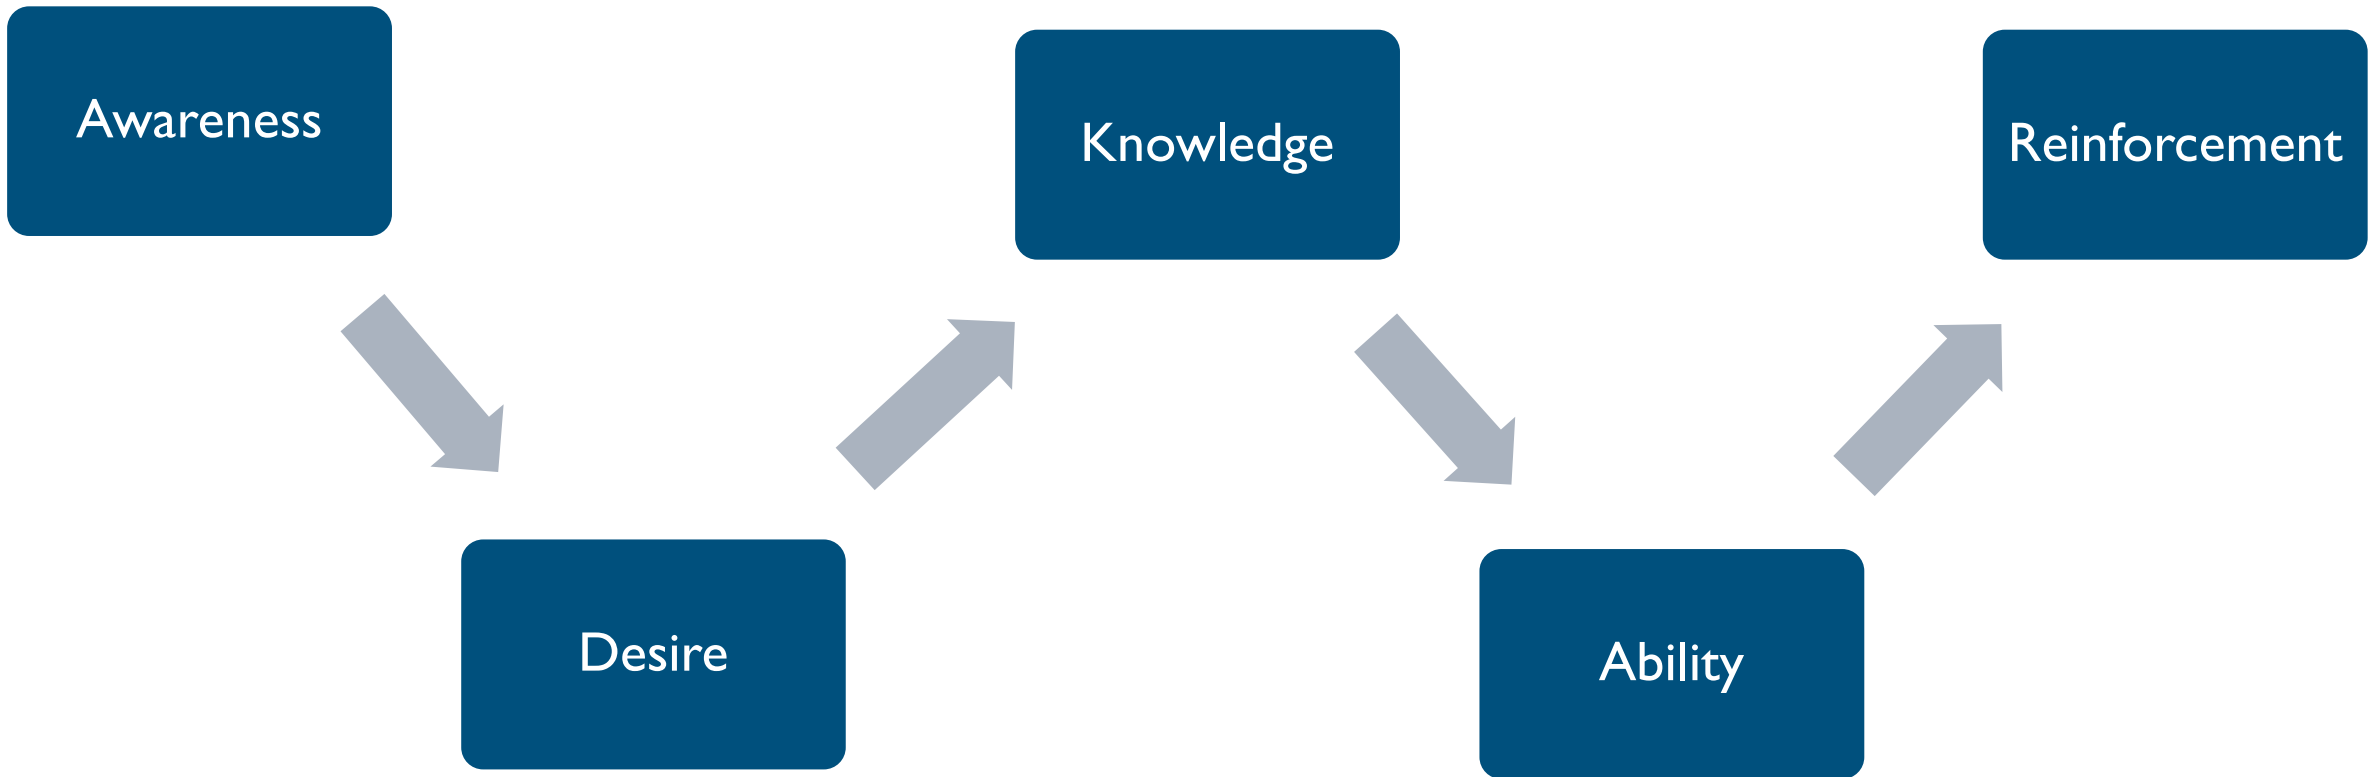 Awareness
Desire
Knowledge
Ability
Reinforcement